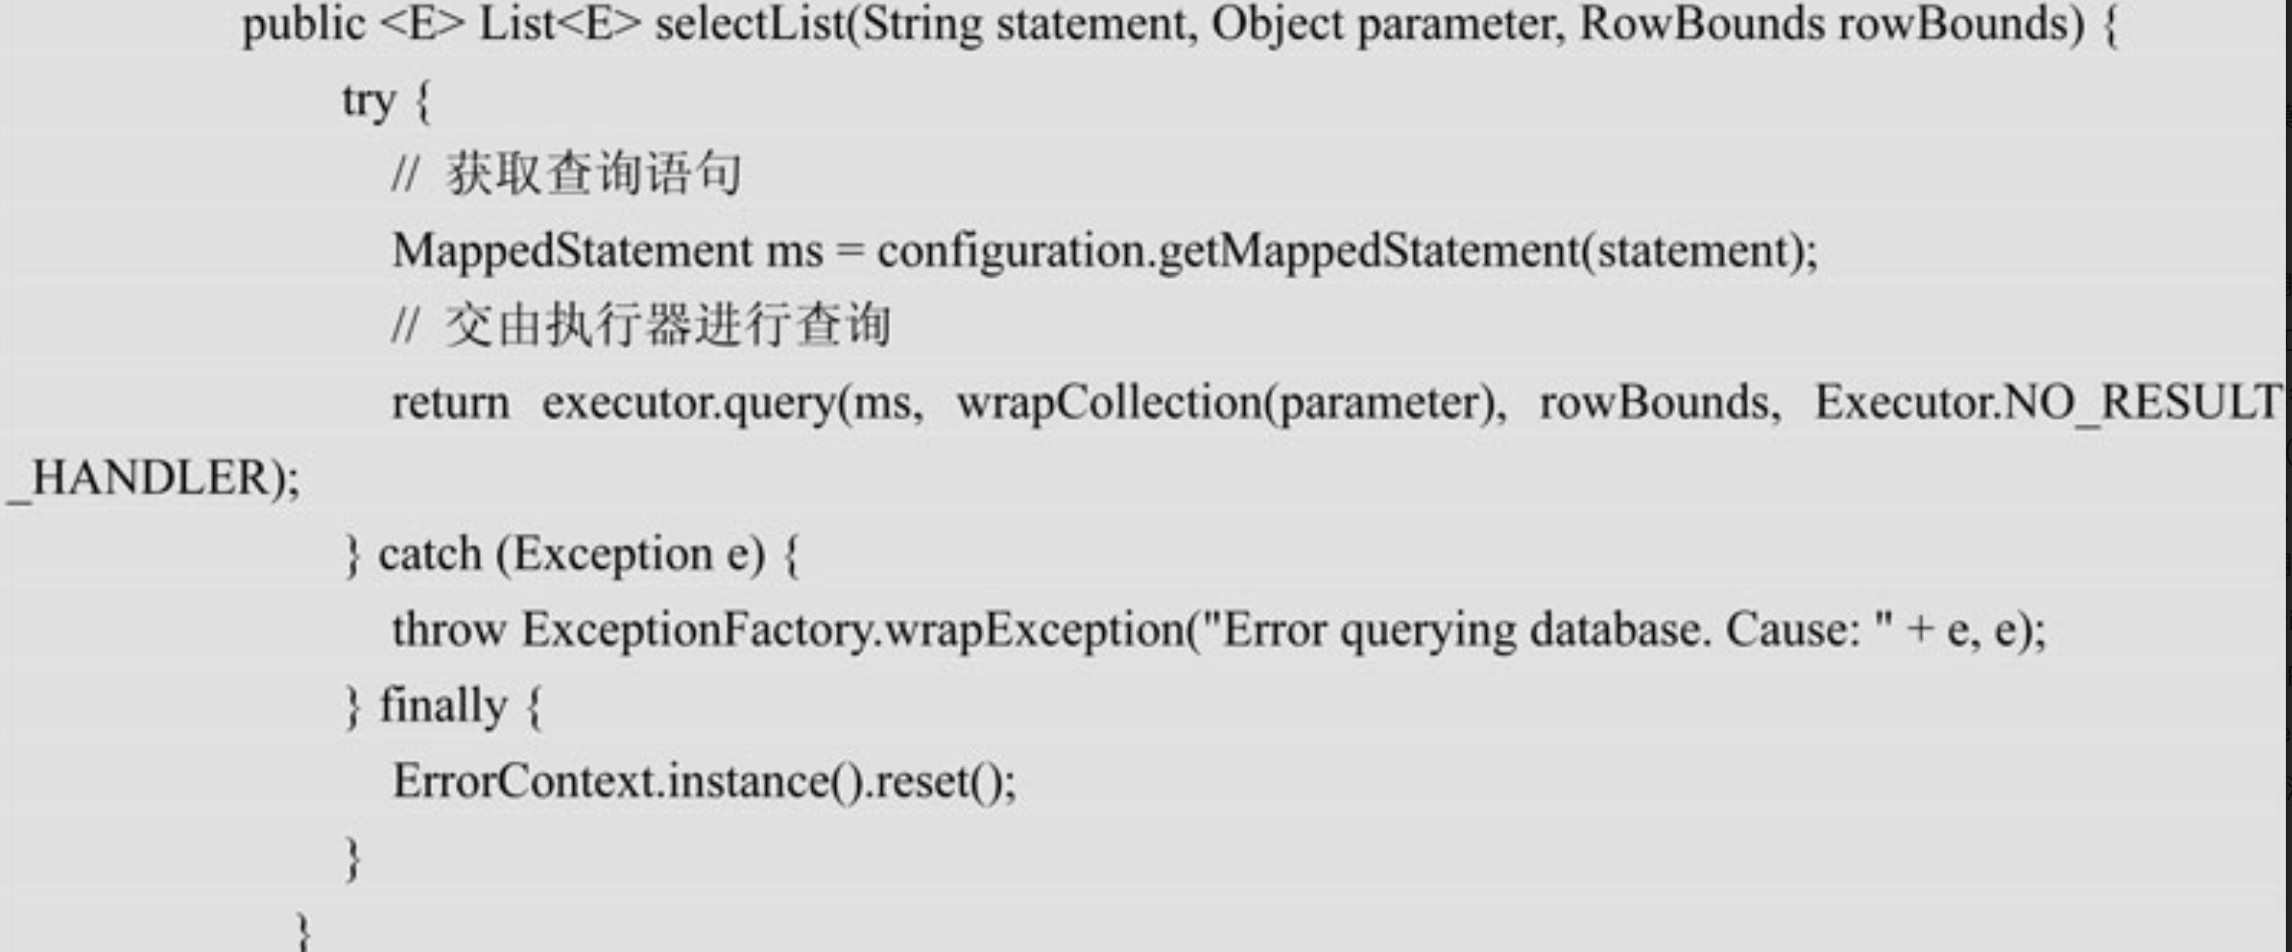 public <E> List<E> selectList(String statement, Object parameter, RowBounds rowBounds) {
try {
// 获取查询语句
MappedStatement ms = configuration.getMappedStatement(statement);
// 交由执行器进行查询
return executor.query(ms, wrapCollection(parameter), rowBounds, Executor.NO_RESULT
_HANDLER);
} catch (Exception e) {
throw ExceptionFactory.wrapException("Error querying database. Cause: " + e, e);
} finally {
ErrorContext.instance().reset();
}
}